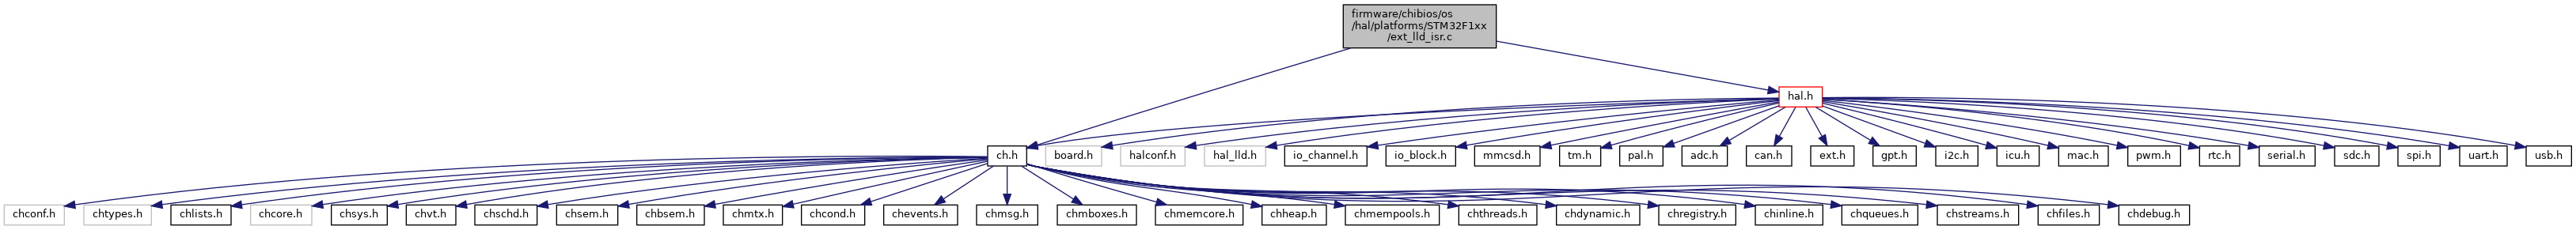 firmware/chibios/os
/hal/platforms/STM32F1xx
/ext_lld_isr.c
hal.h
ch.h
board.h
halconf.h
hal_lld.h
io_channel.h
io_block.h
mmcsd.h
tm.h
pal.h
adc.h
can.h
ext.h
gpt.h
i2c.h
icu.h
mac.h
pwm.h
rtc.h
serial.h
sdc.h
spi.h
uart.h
usb.h
chconf.h
chtypes.h
chlists.h
chcore.h
chsys.h
chvt.h
chschd.h
chsem.h
chbsem.h
chmtx.h
chcond.h
chevents.h
chmsg.h
chmboxes.h
chmemcore.h
chheap.h
chmempools.h
chthreads.h
chdynamic.h
chregistry.h
chinline.h
chqueues.h
chstreams.h
chfiles.h
chdebug.h